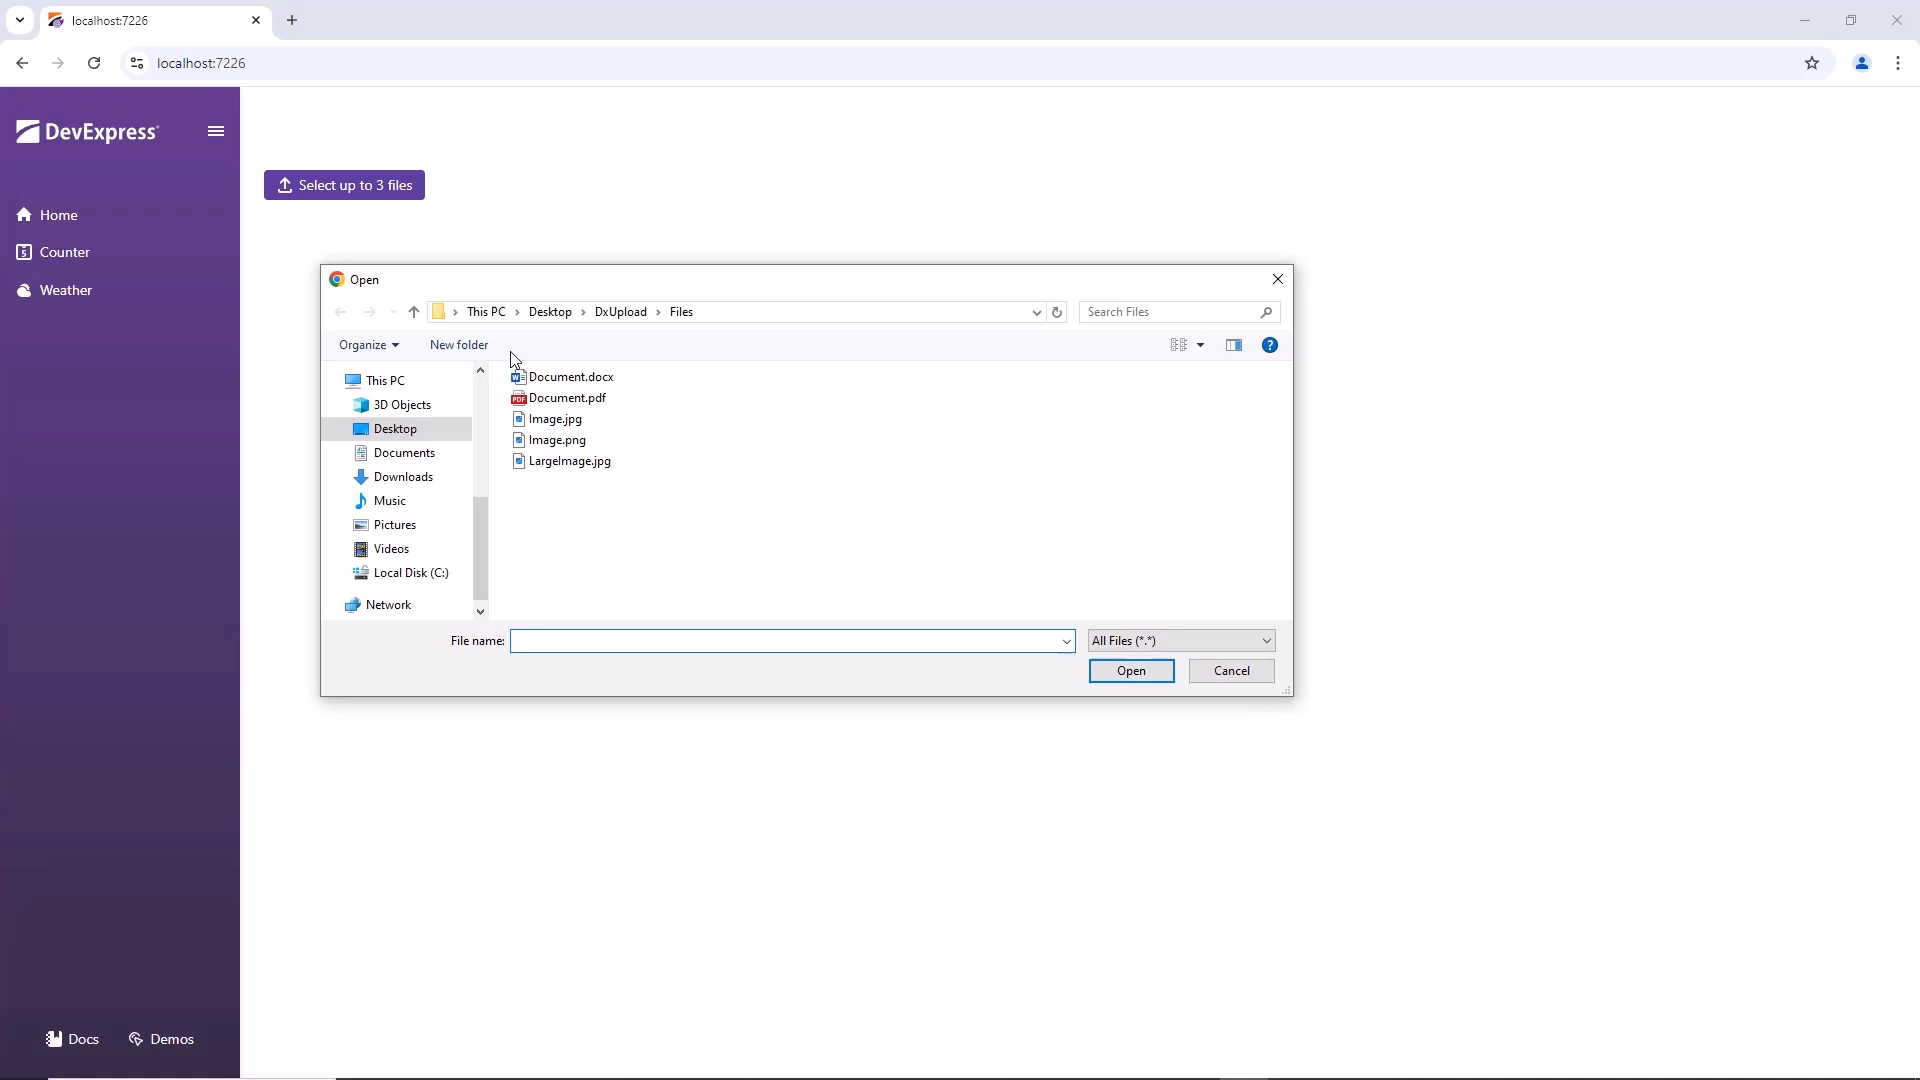 localhost:7226
localhost:7226
DevExpress
Select up to 3 files
Home
Counter
Weather
Open
This PC > Desktop > DxUpload > Files
Search Files
Organize
New folder
This PC
3D Objects
Desktop
Documents
Downloads
Music
Pictures
Videos
Local Disk (C:)
Network
Document.docx
Document.pdf
Image.jpg
Image.png
LargeImage.jpg
File name:
All Files (*.*)
Open
Cancel
Docs
Demos